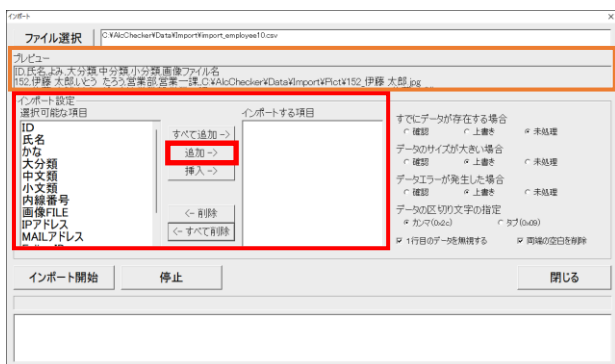 インポート
×
ファイル選択
C:¥AlcChecker¥Data¥Import¥import_employee10.csv
プレビュー
ID,氏名,よみ,大分類,中分類,小分類,画像ファイル名
152,伊藤 太郎,いとう たろう,営業部,営業一課,,C:¥AlcChecker¥Data¥Import¥Pict¥152_伊藤 太郎.jpg
インポート設定
選択可能な項目
インポートする項目
ID
氏名
かな
大分類
中文類
小文類
内線番号
画像FILE
IPアドレス
MAILアドレス
すべて追加 ->
追加 ->
挿入 ->
<- 削除
<- すべて削除
すでにデータが存在する場合
確認 上書き 未処理
データのサイズが大きい場合
確認 上書き 未処理
データエラーが発生した場合
確認 上書き 未処理
データの区切り文字の指定
カンマ(0x2c) タブ(0x09)
1行目のデータを無視する 両端の空白を削除
インポート開始
停止
閉じる